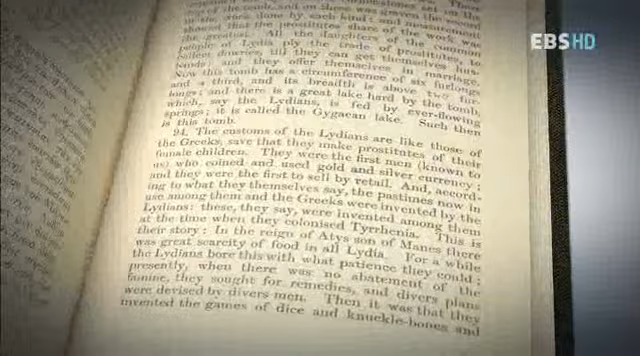 of the tomb, and on these was graven the record
of the work done by each kind: and measurement
showed that the prostitutes' share of the work was
the greatest. All the daughters of the common
people of Lydia ply the trade of prostitutes, to
collect dowries, till they can get themselves hus-
bands; and they offer themselves in marriage.
Now this tomb has a circumference of six furlongs
and a third, and its breadth is above two fur-
longs; and there is a great lake hard by the tomb,
which, say the Lydians, is fed by ever-flowing
springs; it is called the Gygaean lake. Such then
is this tomb.
94. The customs of the Lydians are like those of
the Greeks, save that they make prostitutes of their
female children. They were the first men (known to
us) who coined and used gold and silver currency;
and they were the first to sell by retail. And, accord-
ing to what they themselves say, the pastimes now in
use among them and the Greeks were invented by the
Lydians: these, they say, were invented among them
at the time when they colonised Tyrrhenia. This is
their story: In the reign of Atys son of Manes there
was great scarcity of food in all Lydia. For a while
the Lydians bore this with what patience they could;
presently, when there was no abatement of the
famine, they sought for remedies, and divers plans
were devised by divers men. Then it was that they
invented the games of dice and knuckle-bones and
EBS HD